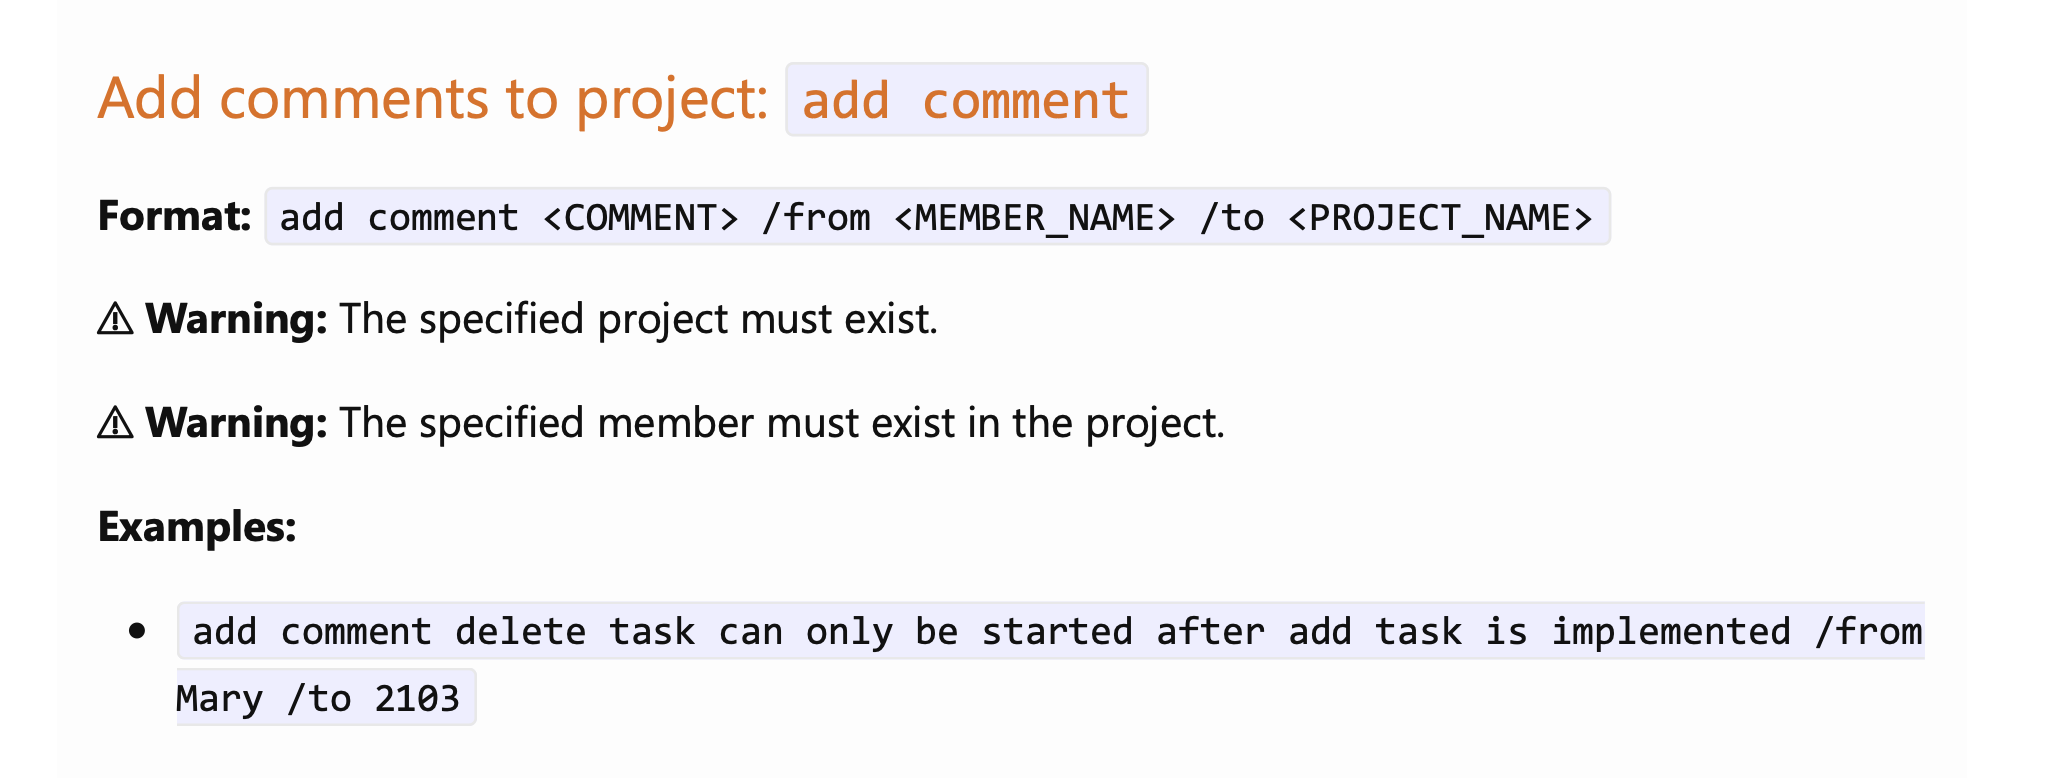 Add comments to project: add comment
Format: add comment <COMMENT> /from <MEMBER_NAME> /to <PROJECT_NAME>
⚠ Warning: The specified project must exist.
⚠ Warning: The specified member must exist in the project.
Examples:
• add comment delete task can only be started after add task is implemented /from
Mary /to 2103